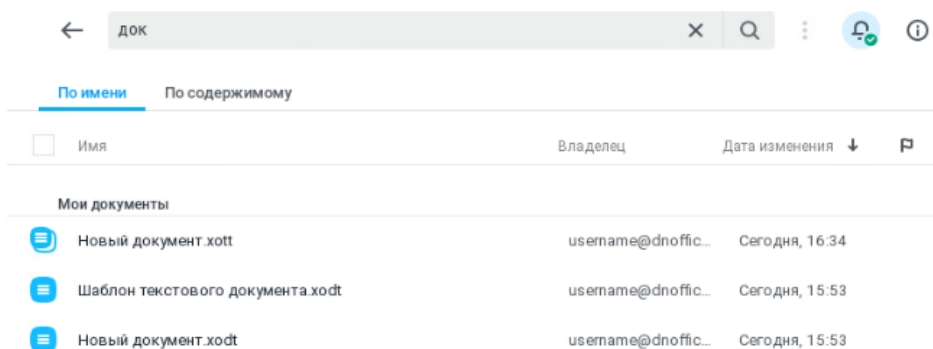 док
По имени По содержимому
Имя Владелец Дата изменения
Мои документы
Новый документ.xott username@dnoffic... Сегодня, 16:34
Шаблон текстового документа.xodt username@dnoffic... Сегодня, 15:53
Новый документ.xodt username@dnoffic... Сегодня, 15:53